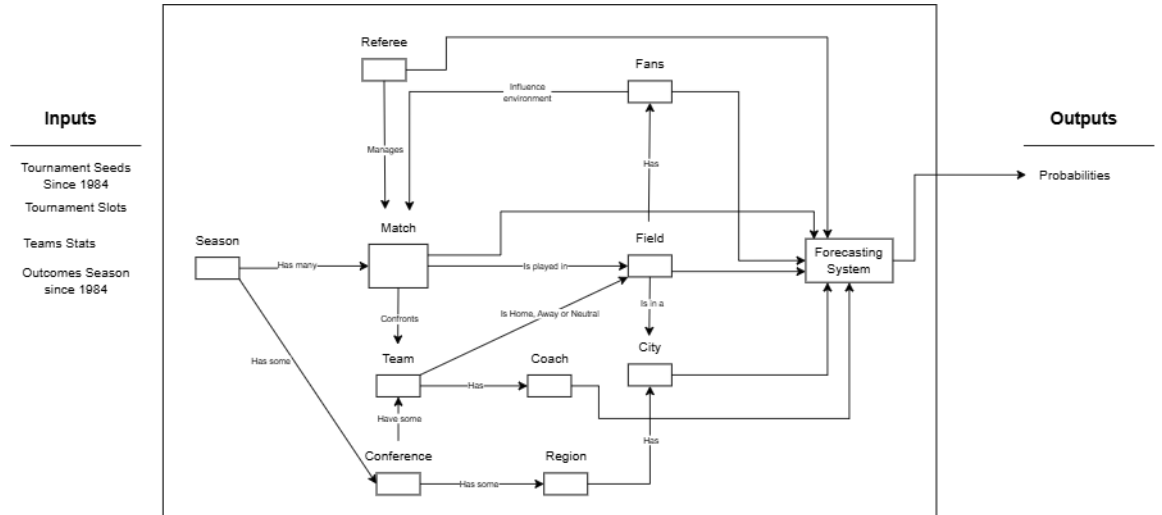 Referee
Fans
Influence
environment
Inputs
Outputs
Manages
Has
Tournament Seeds
Since 1984
Probabilities
Tournament Slots
Match
Field
Teams Stats
Season
Forecasting
System
Has many
Is played in
Outcomes Season
since 1984
Is in a
Confronts
Is Home, Away or Neutral
City
Has some
Team
Coach
Has
Have some
Has
Conference
Region
Has some